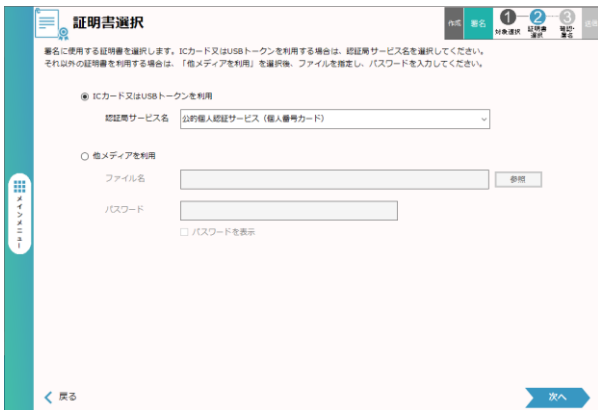 証明書選択
作成
署名
1
対象選択
2
証明書
選択
3
確認・
署名
署名に使用する証明書を選択します。ICカード又はUSBトークンを利用する場合は、認証局サービス名を選択してください。
それ以外の証明書を利用する場合は、「他メディアを利用」を選択後、ファイルを指定し、パスワードを入力してください。
ICカード又はUSBトークンを利用
認証局サービス名
公的個人認証サービス（個人番号カード）
他メディアを利用
ファイル名
参照
パスワード
パスワードを表示
メインメニュー
戻る
次へ